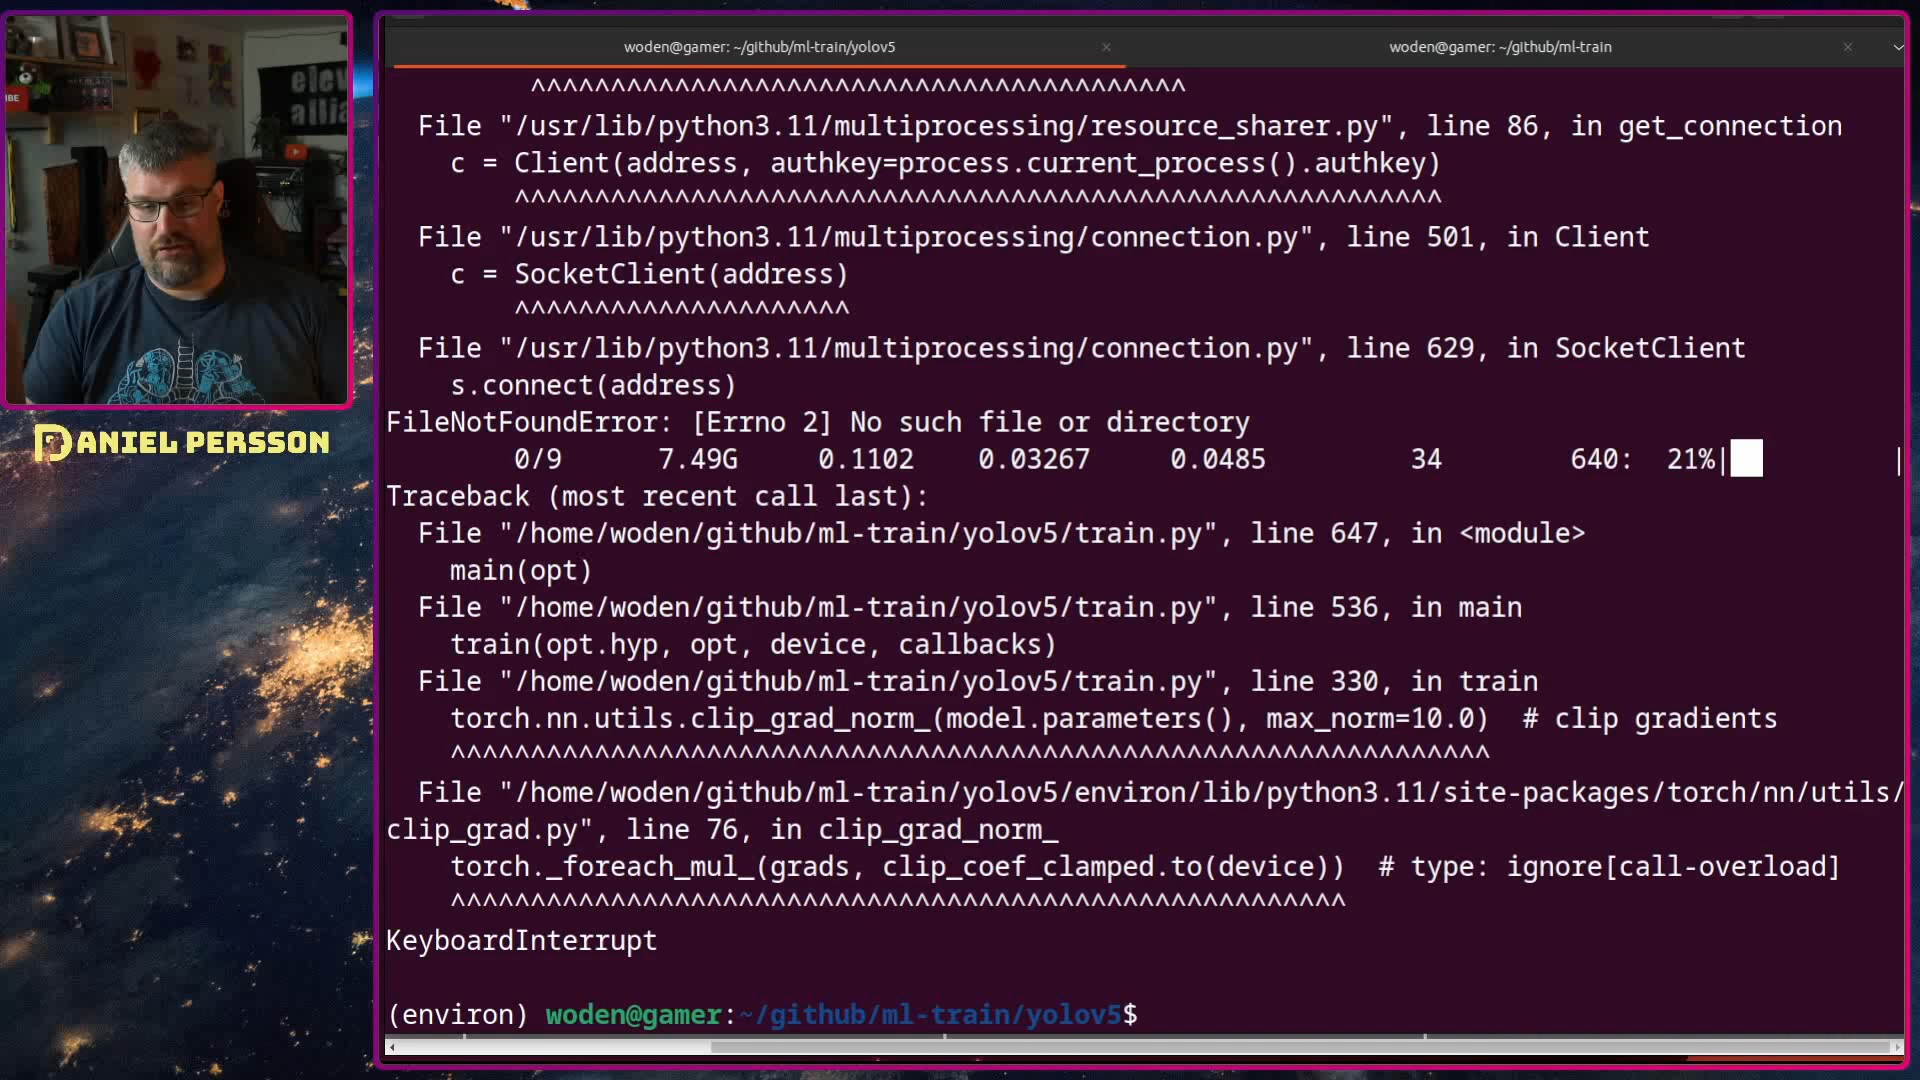 woden@gamer: ~/github/ml-train/yolov5 ×
woden@gamer: ~/github/ml-train ×
^^^^^^^^^^^^^^^^^^^^^^^^^^^^^^^^^^^^^^^^^
File "/usr/lib/python3.11/multiprocessing/resource_sharer.py", line 86, in get_connection
c = Client(address, authkey=process.current_process().authkey)
^^^^^^^^^^^^^^^^^^^^^^^^^^^^^^^^^^^^^^^^^^^^^^^^^^^^^^^^^^
File "/usr/lib/python3.11/multiprocessing/connection.py", line 501, in Client
c = SocketClient(address)
^^^^^^^^^^^^^^^^^^^^^
File "/usr/lib/python3.11/multiprocessing/connection.py", line 629, in SocketClient
s.connect(address)
FileNotFoundError: [Errno 2] No such file or directory
0/9 7.49G 0.1102 0.03267 0.0485 34 640: 21%| |
Traceback (most recent call last):
File "/home/woden/github/ml-train/yolov5/train.py", line 647, in <module>
main(opt)
File "/home/woden/github/ml-train/yolov5/train.py", line 536, in main
train(opt.hyp, opt, device, callbacks)
File "/home/woden/github/ml-train/yolov5/train.py", line 330, in train
torch.nn.utils.clip_grad_norm_(model.parameters(), max_norm=10.0) # clip gradients
^^^^^^^^^^^^^^^^^^^^^^^^^^^^^^^^^^^^^^^^^^^^^^^^^^^^^^^^^^^^^^^^^
File "/home/woden/github/ml-train/yolov5/environ/lib/python3.11/site-packages/torch/nn/utils/
clip_grad.py", line 76, in clip_grad_norm_
torch._foreach_mul_(grads, clip_coef_clamped.to(device)) # type: ignore[call-overload]
^^^^^^^^^^^^^^^^^^^^^^^^^^^^^^^^^^^^^^^^^^^^^^^^^^^^^^^^
KeyboardInterrupt
(environ) woden@gamer:~/github/ml-train/yolov5$
DANIEL PERSSON